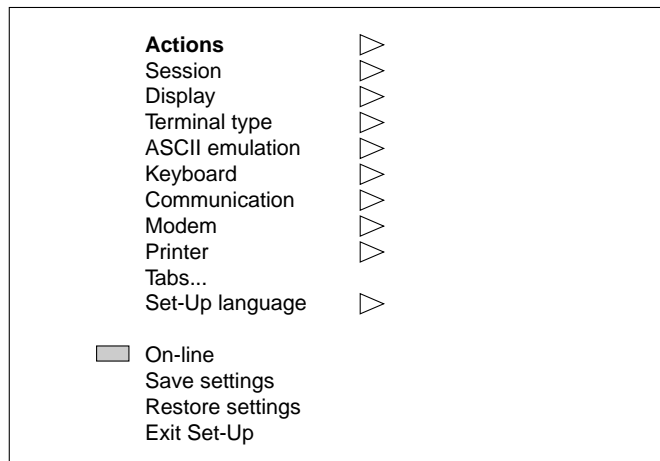 Actions
Session
Display
Terminal type
ASCII emulation
Keyboard
Communication
Modem
Printer
Tabs...
Set-Up language
On-line
Save settings
Restore settings
Exit Set-Up